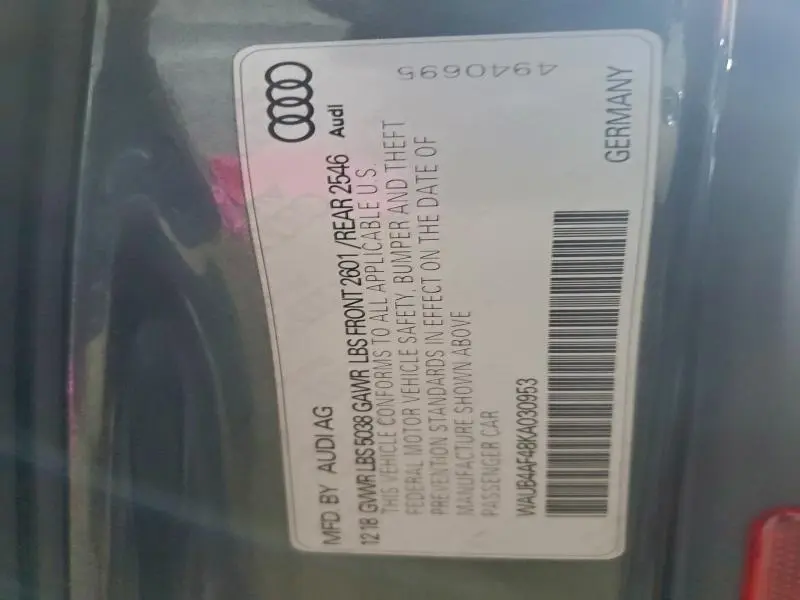 MFD BY AUDI AG
12 18 GVWR LBS 5038 GAWR LBS FRONT 2601 / REAR 2546
THIS VEHICLE CONFORMS TO ALL APPLICABLE U.S.
FEDERAL MOTOR VEHICLE SAFETY, BUMPER AND THEFT
PREVENTION STANDARDS IN EFFECT ON THE DATE OF
MANUFACTURE SHOWN ABOVE
PASSENGER CAR
WAUB4AF48KA030953
Audi
GERMANY
4940695